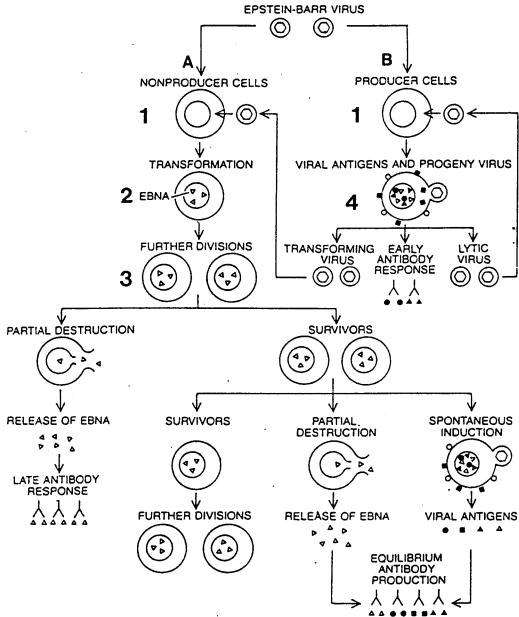 EPSTEIN-BARR VIRUS
A
B
NONPRODUCER CELLS
PRODUCER CELLS
1
1
TRANSFORMATION
VIRAL ANTIGENS AND PROGENY VIRUS
2
EBNA
4
FURTHER DIVISIONS
TRANSFORMING
VIRUS
EARLY
ANTIBODY
RESPONSE
LYTIC
VIRUS
3
PARTIAL DESTRUCTION
SURVIVORS
RELEASE OF EBNA
SURVIVORS
PARTIAL
DESTRUCTION
SPONTANEOUS
INDUCTION
LATE ANTIBODY
RESPONSE
FURTHER DIVISIONS
RELEASE OF EBNA
VIRAL ANTIGENS
EQUILIBRIUM
ANTIBODY
PRODUCTION